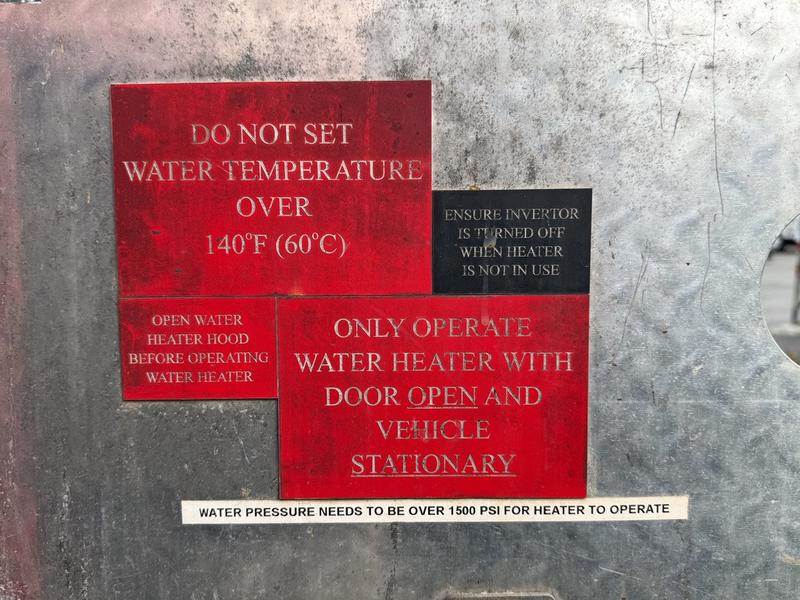 DO NOT SET
WATER TEMPERATURE
OVER
140°F (60°C)
ENSURE INVERTOR
IS TURNED OFF
WHEN HEATER
IS NOT IN USE
OPEN WATER
HEATER HOOD
BEFORE OPERATING
WATER HEATER
ONLY OPERATE
WATER HEATER WITH
DOOR OPEN AND
VEHICLE
STATIONARY
WATER PRESSURE NEEDS TO BE OVER 1500 PSI FOR HEATER TO OPERATE